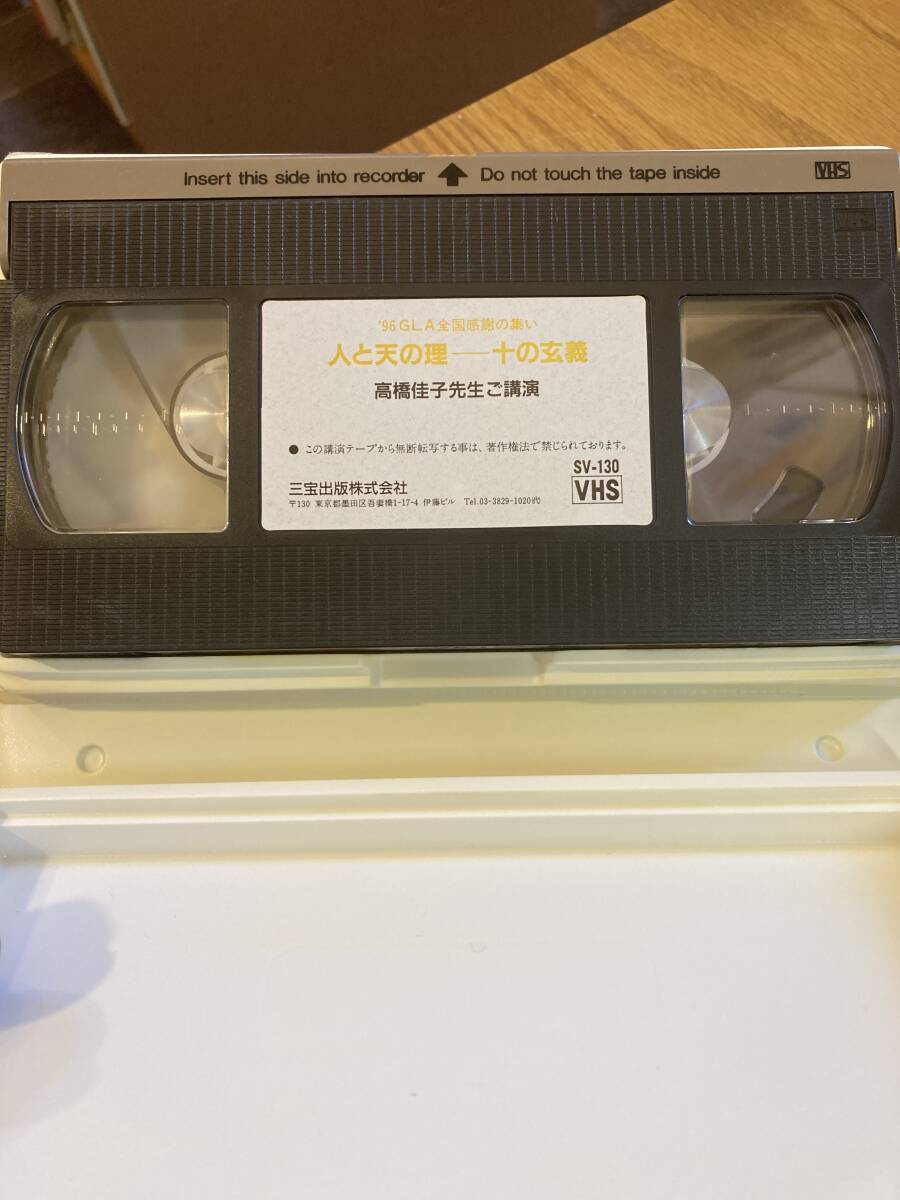 Insert this side into recorder ⬆ Do not touch the tape inside VHS
VHS
'96 GLA全国感謝の集い
人と天の理──十の玄義
高橋佳子先生ご講演
● この講演テープから無断転写する事は、著作権法で禁じられております。
SV-130
三宝出版株式会社 VHS
〒130 東京都墨田区吾妻橋1-17-4 伊藤ビル Tel.03-3829-1020㈹